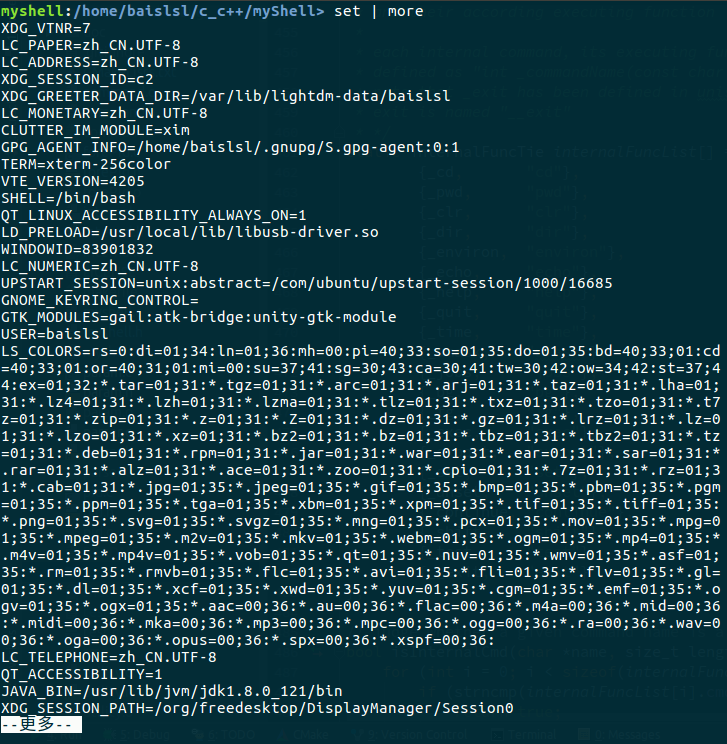 myshell:/home/baislsl/c_c++/myShell> set | more
XDG_VTNR=7
LC_PAPER=zh_CN.UTF-8
LC_ADDRESS=zh_CN.UTF-8
XDG_SESSION_ID=c2
XDG_GREETER_DATA_DIR=/var/lib/lightdm-data/baislsl
LC_MONETARY=zh_CN.UTF-8
CLUTTER_IM_MODULE=xim
GPG_AGENT_INFO=/home/baislsl/.gnupg/S.gpg-agent:0:1
TERM=xterm-256color
VTE_VERSION=4205
SHELL=/bin/bash
QT_LINUX_ACCESSIBILITY_ALWAYS_ON=1
LD_PRELOAD=/usr/local/lib/libusb-driver.so
WINDOWID=83901832
LC_NUMERIC=zh_CN.UTF-8
UPSTART_SESSION=unix:abstract=/com/ubuntu/upstart-session/1000/16685
GNOME_KEYRING_CONTROL=
GTK_MODULES=gail:atk-bridge:unity-gtk-module
USER=baislsl
LS_COLORS=rs=0:di=01;34:ln=01;36:mh=00:pi=40;33:so=01;35:do=01;35:bd=40;33;01:cd
=40;33;01:or=40;31;01:mi=00:su=37;41:sg=30;43:ca=30;41:tw=30;42:ow=34;42:st=37;4
4:ex=01;32:*.tar=01;31:*.tgz=01;31:*.arc=01;31:*.arj=01;31:*.taz=01;31:*.lha=01;
31:*.lz4=01;31:*.lzh=01;31:*.lzma=01;31:*.tlz=01;31:*.txz=01;31:*.tzo=01;31:*.t7
z=01;31:*.zip=01;31:*.z=01;31:*.Z=01;31:*.dz=01;31:*.gz=01;31:*.lrz=01;31:*.lz=0
1;31:*.lzo=01;31:*.xz=01;31:*.bz2=01;31:*.bz=01;31:*.tbz=01;31:*.tbz2=01;31:*.tz
=01;31:*.deb=01;31:*.rpm=01;31:*.jar=01;31:*.war=01;31:*.ear=01;31:*.sar=01;31:*
.rar=01;31:*.alz=01;31:*.ace=01;31:*.zoo=01;31:*.cpio=01;31:*.7z=01;31:*.rz=01;3
1:*.cab=01;31:*.jpg=01;35:*.jpeg=01;35:*.gif=01;35:*.bmp=01;35:*.pbm=01;35:*.pgm
=01;35:*.ppm=01;35:*.tga=01;35:*.xbm=01;35:*.xpm=01;35:*.tif=01;35:*.tiff=01;35:
*.png=01;35:*.svg=01;35:*.svgz=01;35:*.mng=01;35:*.pcx=01;35:*.mov=01;35:*.mpg=0
1;35:*.mpeg=01;35:*.m2v=01;35:*.mkv=01;35:*.webm=01;35:*.ogm=01;35:*.mp4=01;35:*
.m4v=01;35:*.mp4v=01;35:*.vob=01;35:*.qt=01;35:*.nuv=01;35:*.wmv=01;35:*.asf=01;
35:*.rm=01;35:*.rmvb=01;35:*.flc=01;35:*.avi=01;35:*.fli=01;35:*.flv=01;35:*.gl=
01;35:*.dl=01;35:*.xcf=01;35:*.xwd=01;35:*.yuv=01;35:*.cgm=01;35:*.emf=01;35:*.o
gv=01;35:*.ogx=01;35:*.aac=00;36:*.au=00;36:*.flac=00;36:*.m4a=00;36:*.mid=00;36
:*.midi=00;36:*.mka=00;36:*.mp3=00;36:*.mpc=00;36:*.ogg=00;36:*.ra=00;36:*.wav=0
0;36:*.oga=00;36:*.opus=00;36:*.spx=00;36:*.xspf=00;36:
LC_TELEPHONE=zh_CN.UTF-8
QT_ACCESSIBILITY=1
JAVA_BIN=/usr/lib/jvm/jdk1.8.0_121/bin
XDG_SESSION_PATH=/org/freedesktop/DisplayManager/Session0
--更多--